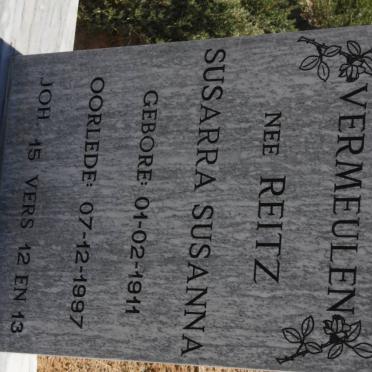 VERMEULEN
NEE REITZ
SUSARRA SUSANNA
GEBORE: 01-02-1911
OORLEDE: 07-12-1997
JOH 15 VERS 12 EN 13